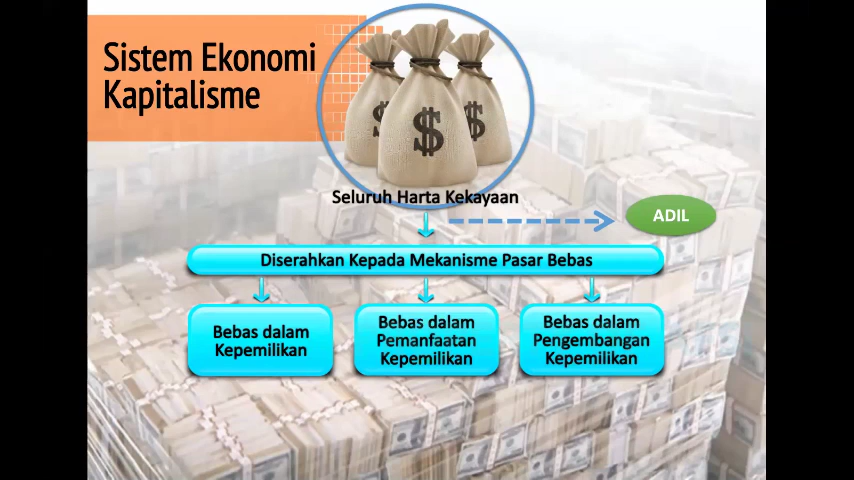 Sistem Ekonomi
Kapitalisme
$ $ $
Seluruh Harta Kekayaan
ADIL
Diserahkan Kepada Mekanisme Pasar Bebas
Bebas dalam
Kepemilikan
Bebas dalam
Pemanfaatan
Kepemilikan
Bebas dalam
Pengembangan
Kepemilikan